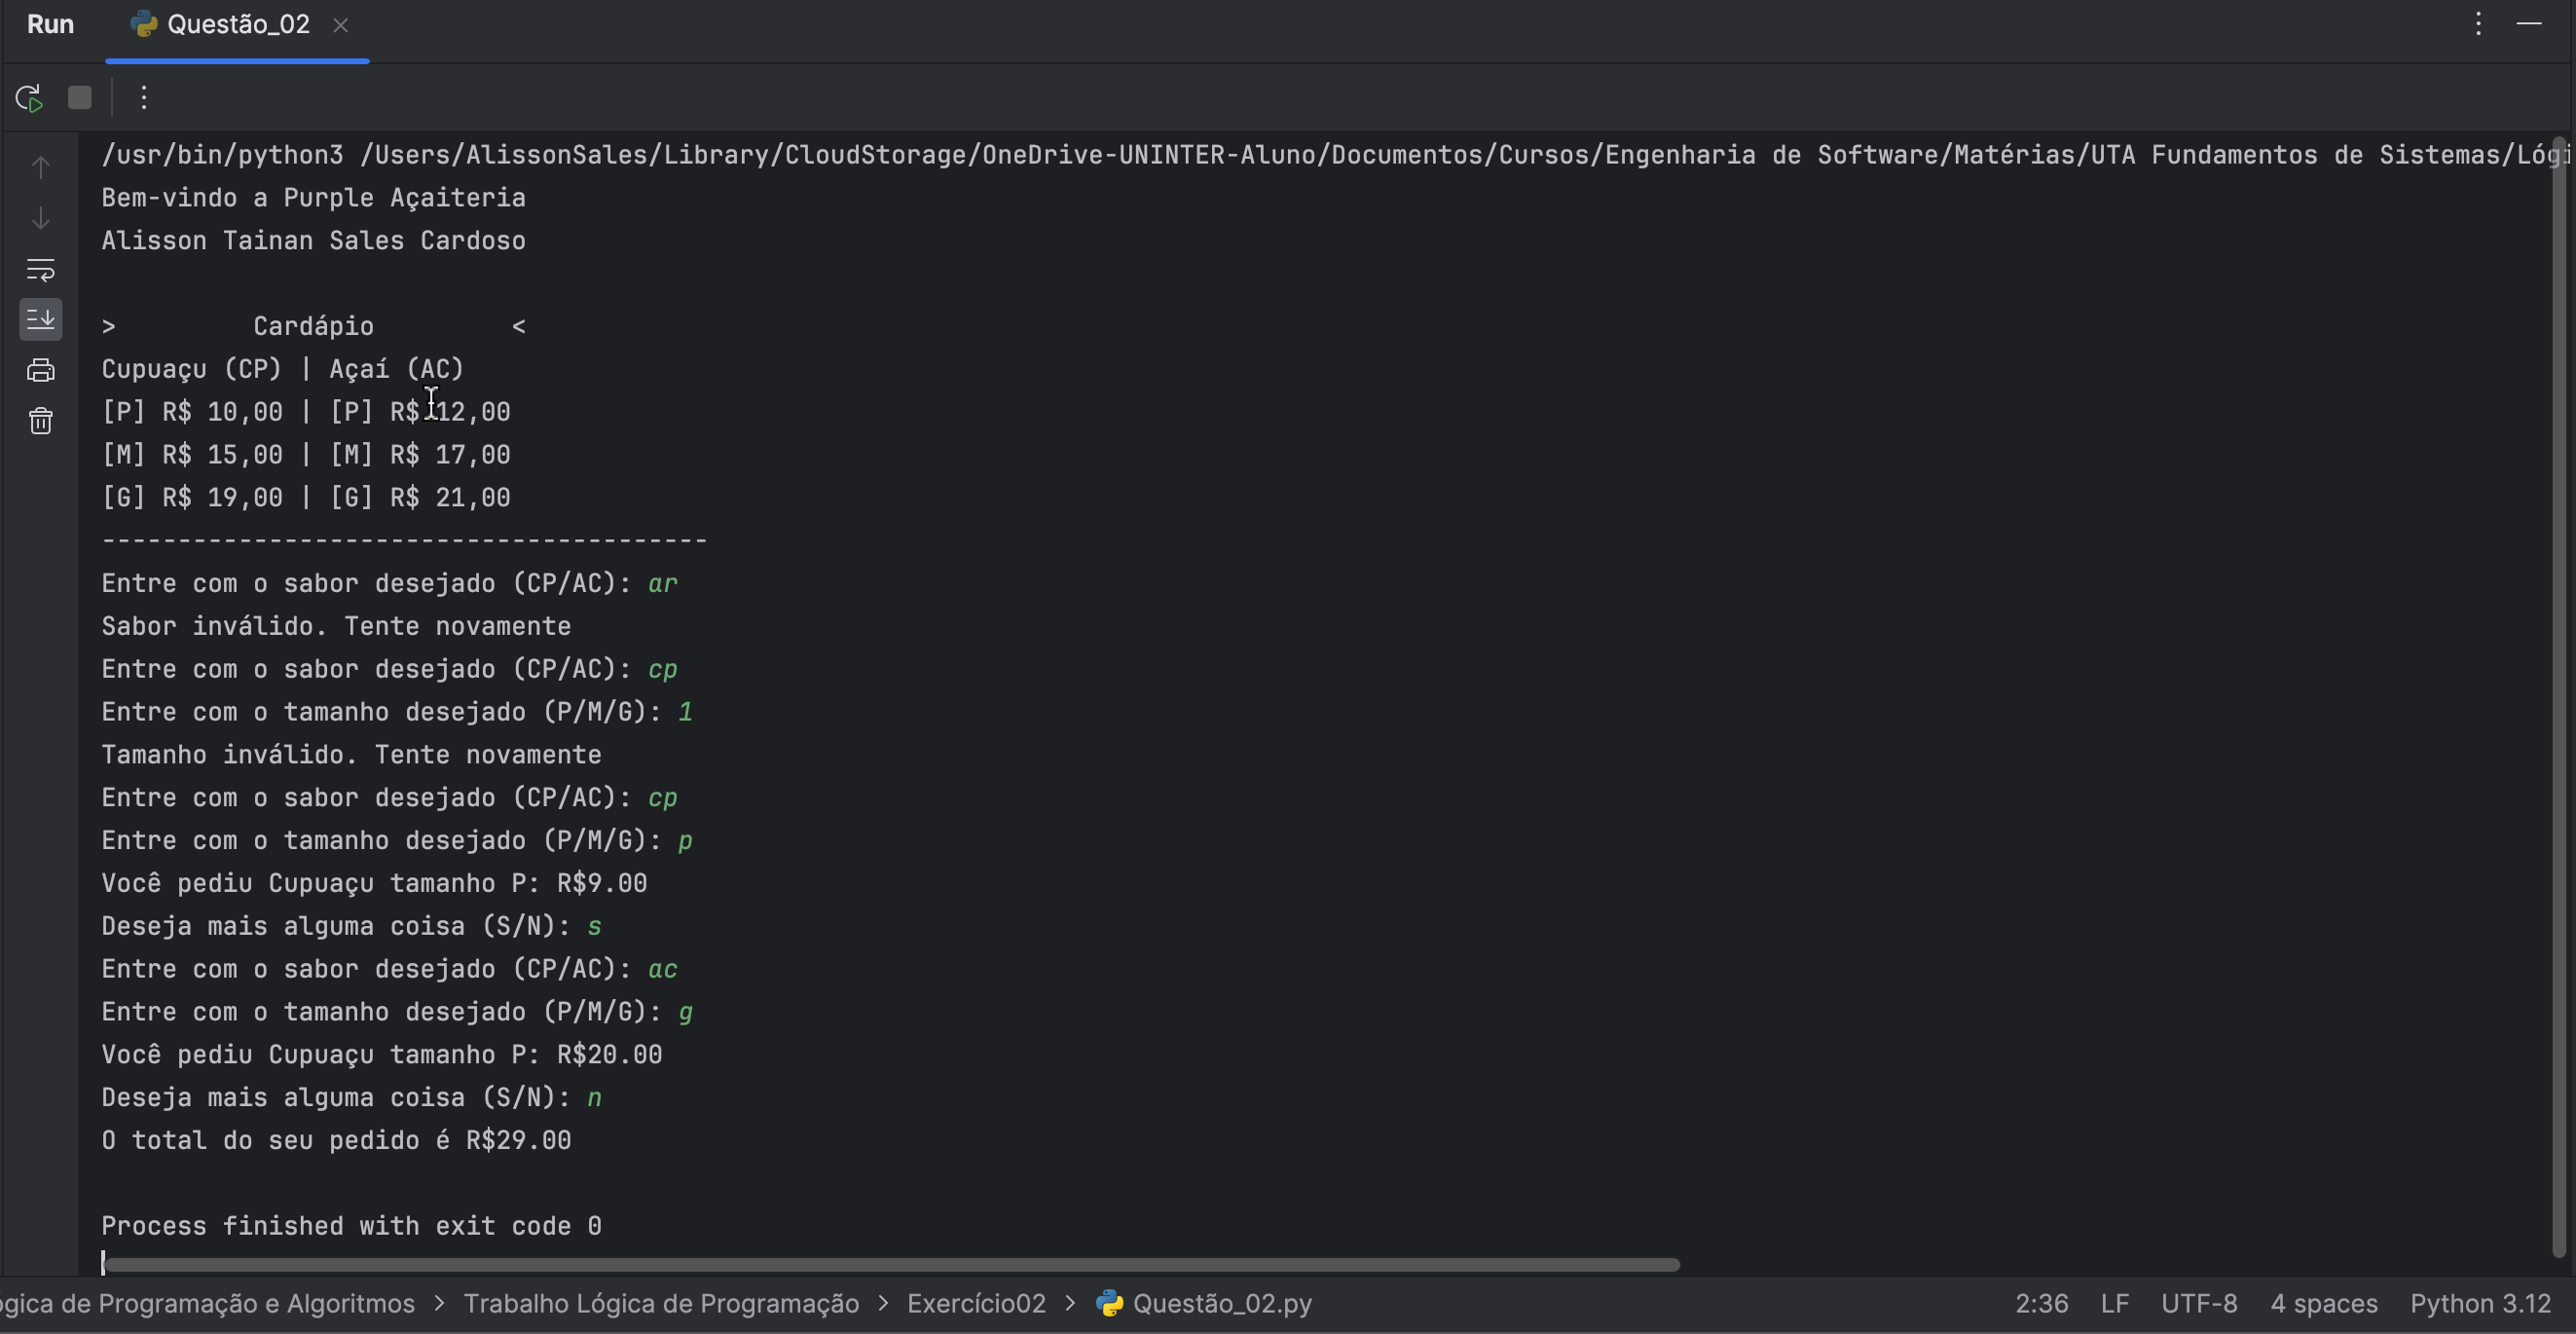 Run Questão_02
/usr/bin/python3 /Users/AlissonSales/Library/CloudStorage/OneDrive-UNINTER-Aluno/Documentos/Cursos/Engenharia de Software/Matérias/UTA Fundamentos de Sistemas/Lógi
Bem-vindo a Purple Açaiteria
Alisson Tainan Sales Cardoso
>         Cardápio         <
Cupuaçu (CP) | Açaí (AC)
[P] R$ 10,00 | [P] R$ 12,00
[M] R$ 15,00 | [M] R$ 17,00
[G] R$ 19,00 | [G] R$ 21,00
----------------------------------------
Entre com o sabor desejado (CP/AC): ar
Sabor inválido. Tente novamente
Entre com o sabor desejado (CP/AC): cp
Entre com o tamanho desejado (P/M/G): 1
Tamanho inválido. Tente novamente
Entre com o sabor desejado (CP/AC): cp
Entre com o tamanho desejado (P/M/G): p
Você pediu Cupuaçu tamanho P: R$9.00
Deseja mais alguma coisa (S/N): s
Entre com o sabor desejado (CP/AC): ac
Entre com o tamanho desejado (P/M/G): g
Você pediu Cupuaçu tamanho P: R$20.00
Deseja mais alguma coisa (S/N): n
O total do seu pedido é R$29.00
Process finished with exit code 0
ógica de Programação e Algoritmos > Trabalho Lógica de Programação > Exercício02 > Questão_02.py 2:36 LF UTF-8 4 spaces Python 3.12